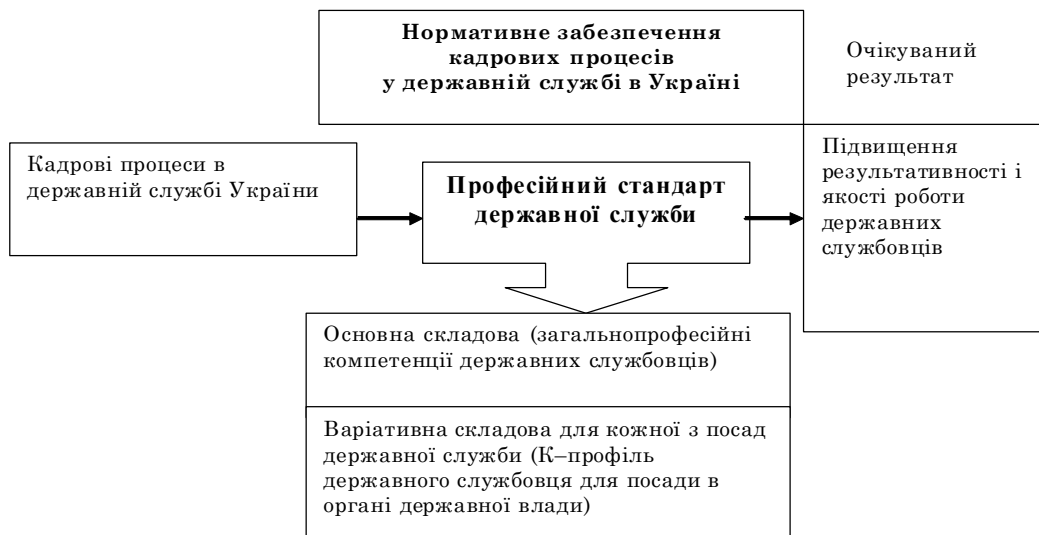 Нормативне забезпечення
кадрових процесів
у державній службі в Україні
Очікуваний
результат
Кадрові процеси в
державній службі України
Професійний стандарт
державної служби
Підвищення
результативності і
якості роботи
державних
службовців
Основна складова (загальнопрофесійні
компетенції державних службовців)
Варіативна складова для кожної з посад
державної служби (К–профіль
державного службовця для посади в
органі державної влади)